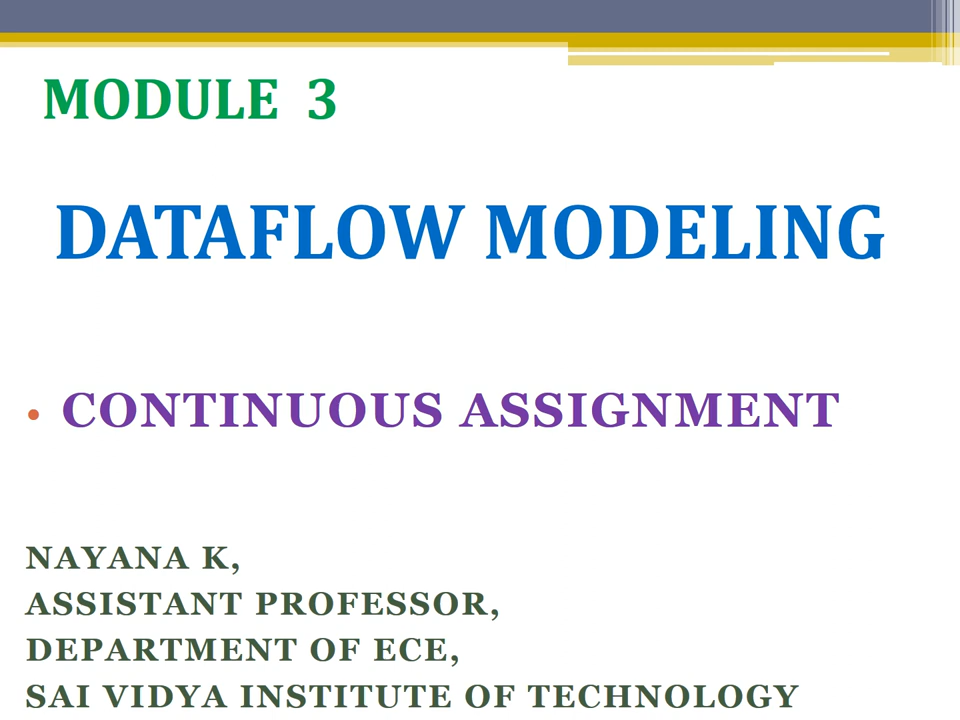 MODULE 3
DATAFLOW MODELING
• CONTINUOUS ASSIGNMENT
NAYANA K,
ASSISTANT PROFESSOR,
DEPARTMENT OF ECE,
SAI VIDYA INSTITUTE OF TECHNOLOGY